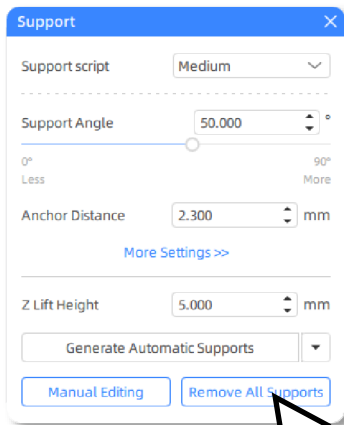 Support
Support script Medium
Support Angle 50.000 °
0° 90°
Less More
Anchor Distance 2.300 mm
More Settings >>
Z Lift Height 5.000 mm
Generate Automatic Supports
Manual Editing Remove All Supports